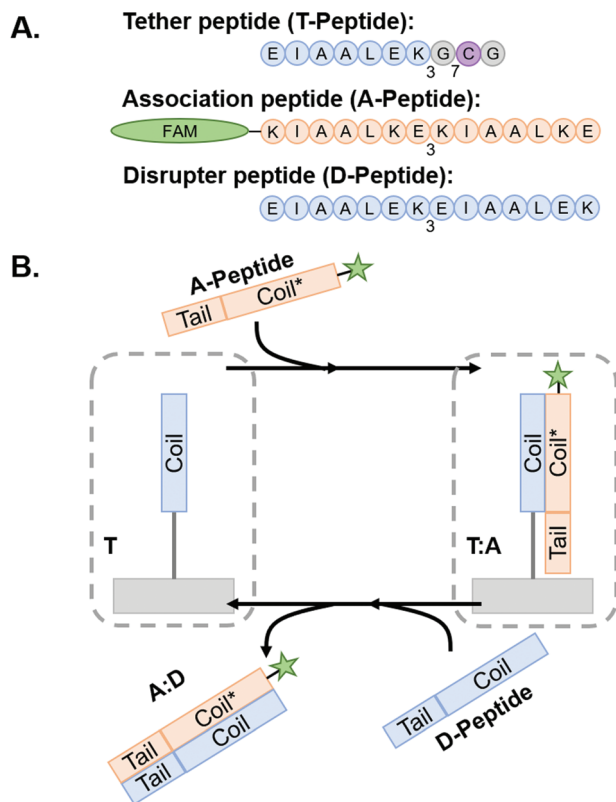 A.
Tether peptide (T-Peptide):
E I A A L E K G C G
3 7
Association peptide (A-Peptide):
FAM K I A A L K E K I A A L K E
3
Disrupter peptide (D-Peptide):
E I A A L E K E I A A L E K
3
B.
A-Peptide
Tail Coil*
Coil
T
Coil
Coil*
Tail
T:A
A:D
Tail Coil*
Tail Coil
Tail Coil
D-Peptide